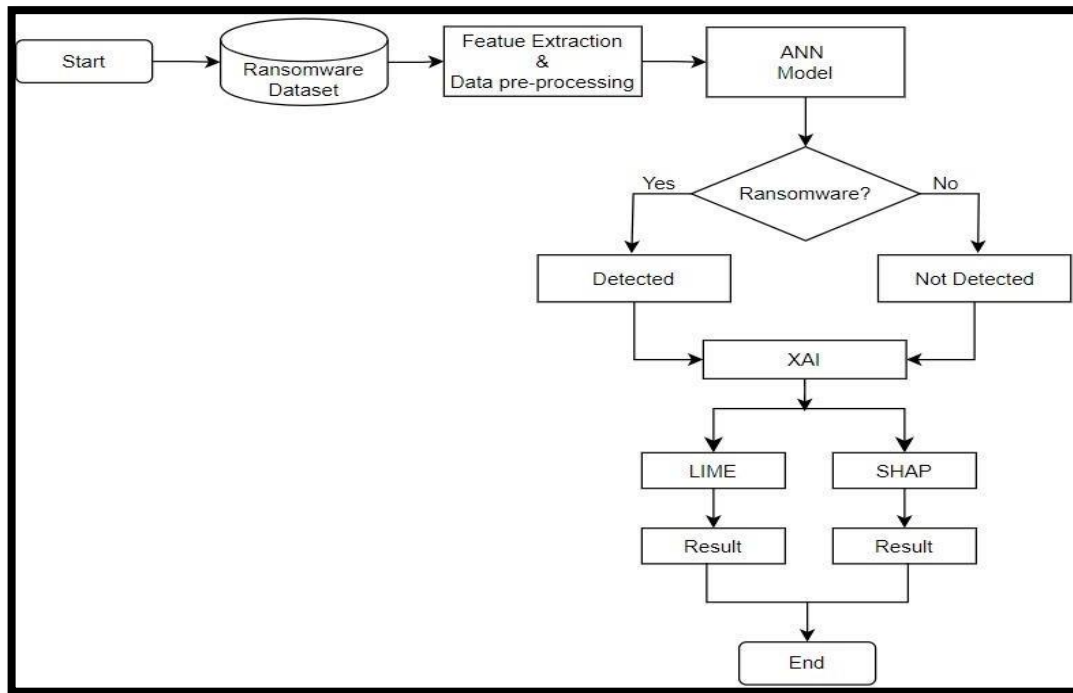 Start
Ransomware
Dataset
Featue Extraction
&
Data pre-processing
ANN
Model
Ransomware?
Yes
No
Detected
Not Detected
XAI
LIME
SHAP
Result
Result
End